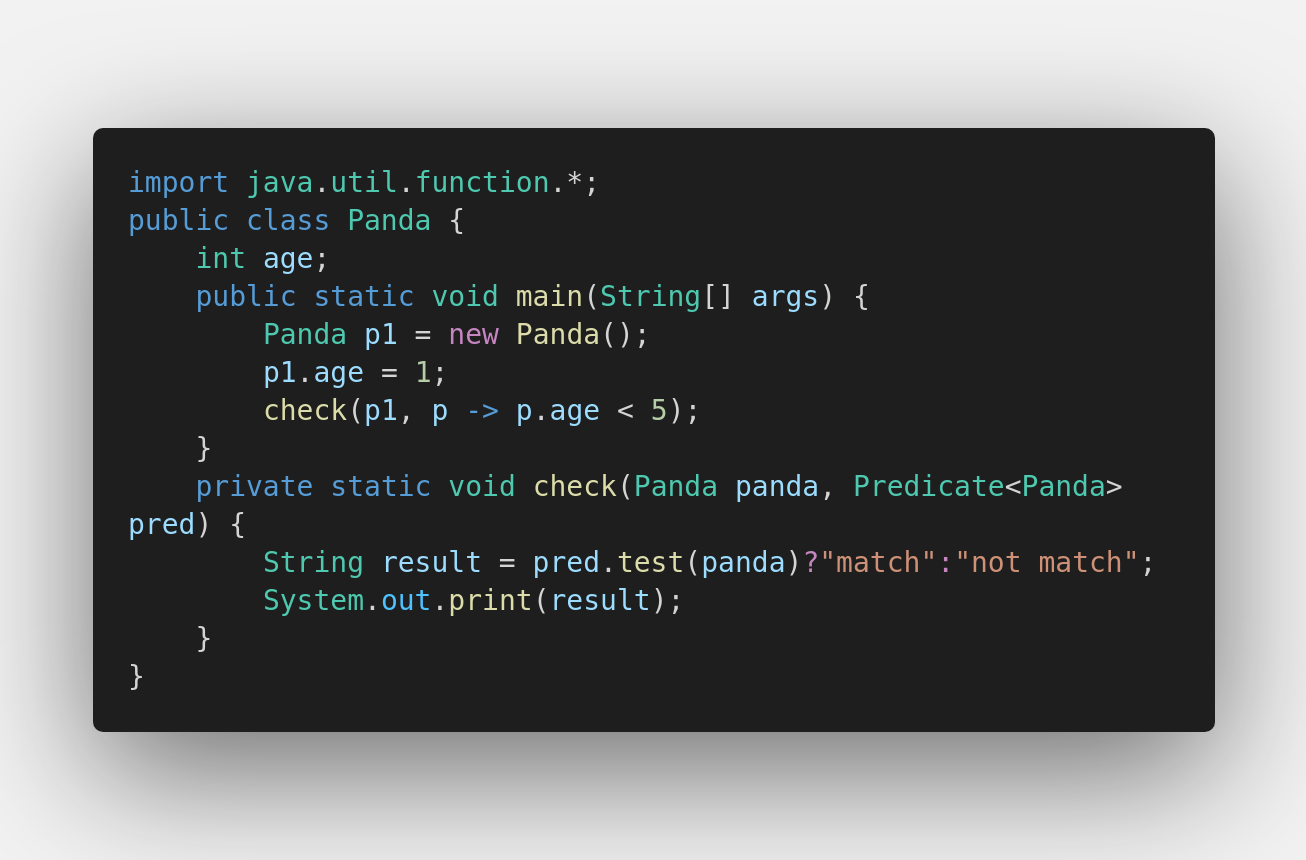 import java.util.function.*;
public class Panda {
    int age;
    public static void main(String[] args) {
        Panda p1 = new Panda();
        p1.age = 1;
        check(p1, p -> p.age < 5);
    }
    private static void check(Panda panda, Predicate<Panda>
pred) {
        String result = pred.test(panda)?"match":"not match";
        System.out.print(result);
    }
}